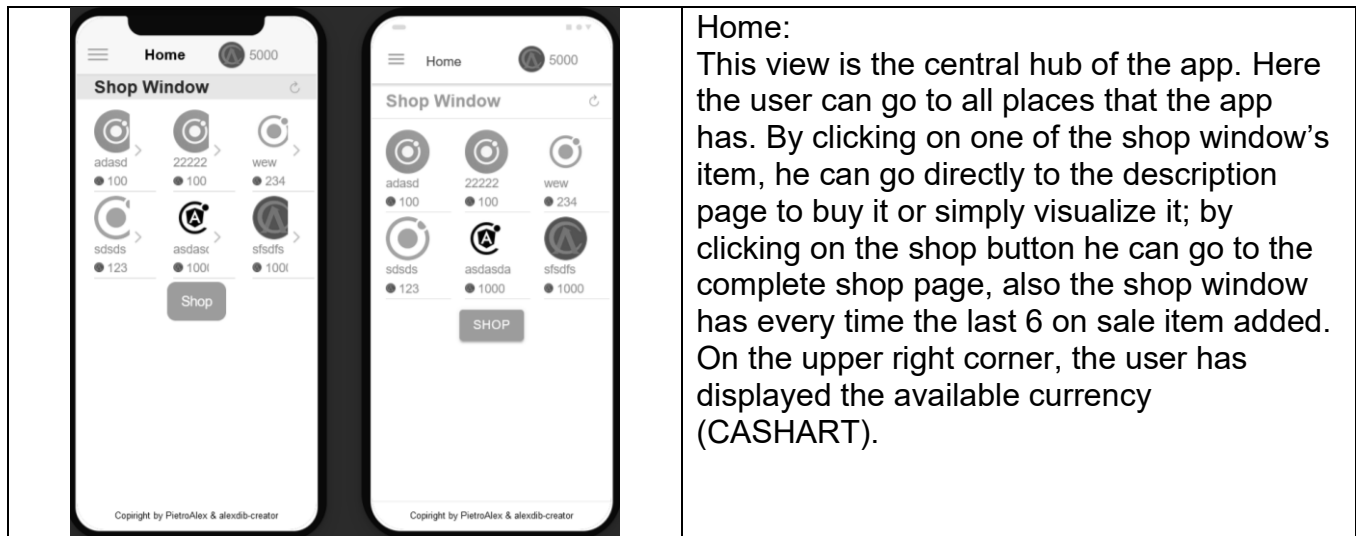 Home 5000
Shop Window
adasd 22222 wew
100 100 234
sdsds asdasc sfsdfs
123 100( 100(
Shop
Copiright by PietroAlex & alexdib-creator
Home 5000
Shop Window
adasd 22222 wew
100 100 234
sdsds asdasda sfsdfs
123 1000 1000
SHOP
Copiright by PietroAlex & alexdib-creator
Home:
This view is the central hub of the app. Here
the user can go to all places that the app
has. By clicking on one of the shop window’s
item, he can go directly to the description
page to buy it or simply visualize it; by
clicking on the shop button he can go to the
complete shop page, also the shop window
has every time the last 6 on sale item added.
On the upper right corner, the user has
displayed the available currency
(CASHART).